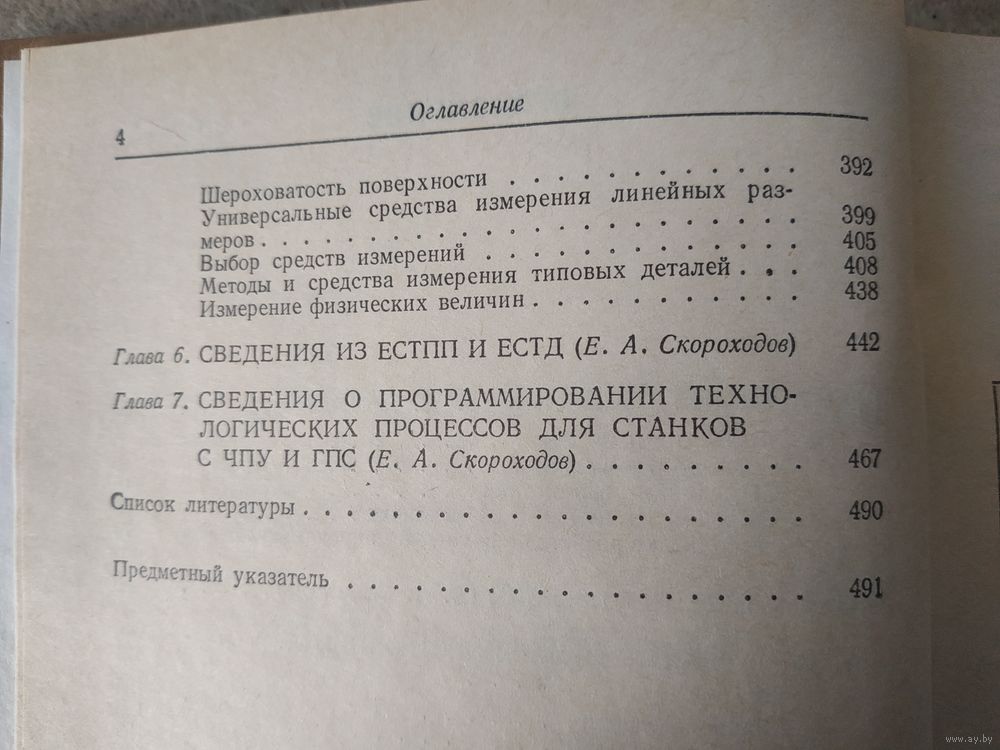 4
Оглавление
Шероховатость поверхности . . . . . . . . . . . . 392
Универсальные средства измерения линейных раз-
меров . . . . . . . . . . . . . . . . . . . . 399
Выбор средств измерений . . . . . . . . . . . . . 405
Методы и средства измерения типовых деталей . . . 408
Измерение физических величин . . . . . . . . . . . 438
Глава 6. СВЕДЕНИЯ ИЗ ЕСТПП И ЕСТД (Е. А. Скороходов) 442
Глава 7. СВЕДЕНИЯ О ПРОГРАММИРОВАНИИ ТЕХНО-
ЛОГИЧЕСКИХ ПРОЦЕССОВ ДЛЯ СТАНКОВ
С ЧПУ И ГПС (Е. А. Скороходов) . . . . . . . . . 467
Список литературы . . . . . . . . . . . . . . . . . 490
Предметный указатель . . . . . . . . . . . . . . . . 491
www.ay.by